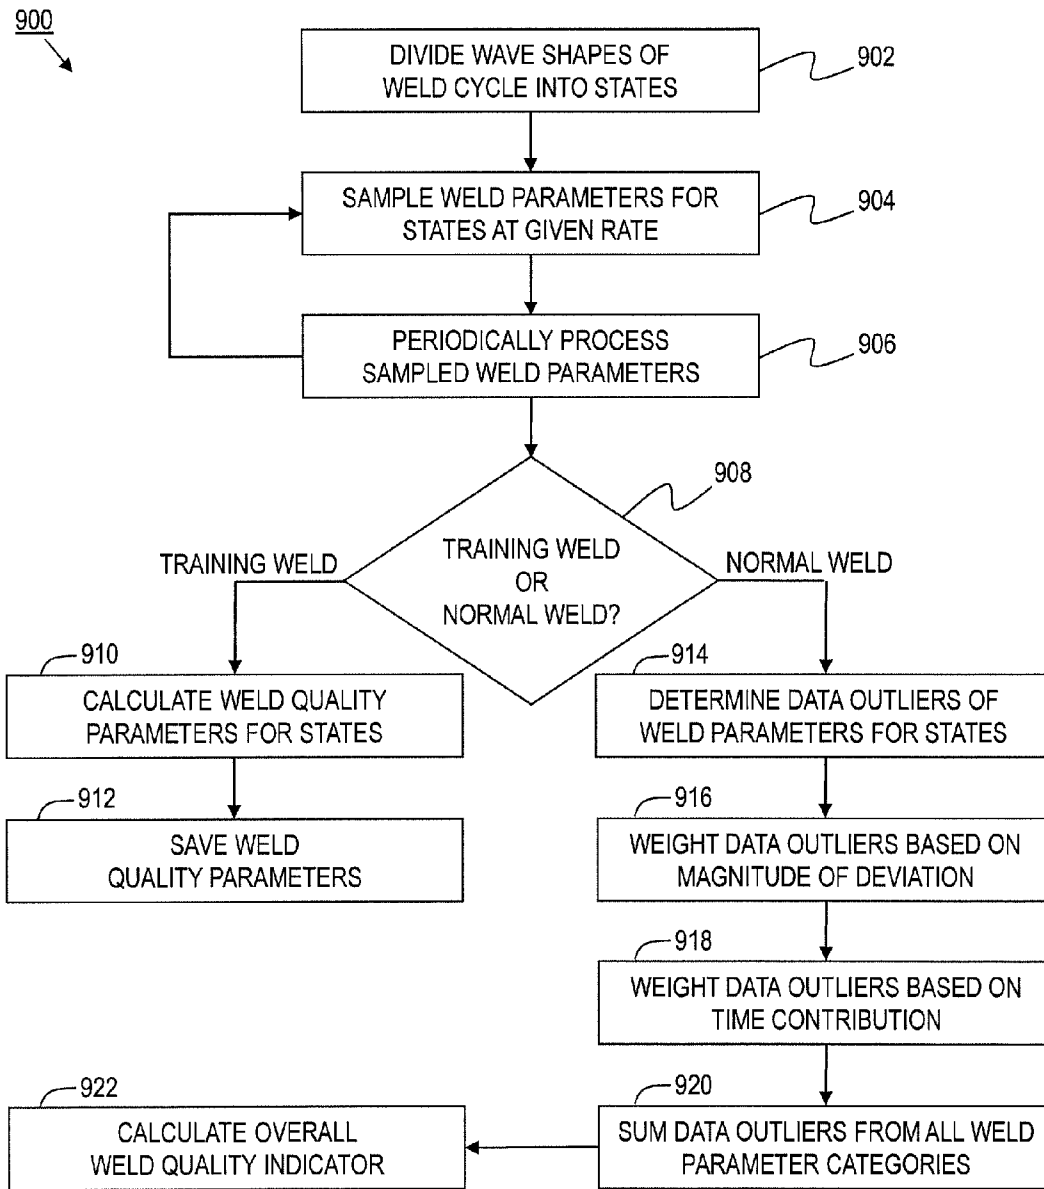 900
DIVIDE WAVE SHAPES OF
WELD CYCLE INTO STATES
902
SAMPLE WELD PARAMETERS FOR
STATES AT GIVEN RATE
904
PERIODICALLY PROCESS
SAMPLED WELD PARAMETERS
906
908
TRAINING WELD
OR
NORMAL WELD?
TRAINING WELD
NORMAL WELD
910
CALCULATE WELD QUALITY
PARAMETERS FOR STATES
912
SAVE WELD
QUALITY PARAMETERS
914
DETERMINE DATA OUTLIERS OF
WELD PARAMETERS FOR STATES
916
WEIGHT DATA OUTLIERS BASED ON
MAGNITUDE OF DEVIATION
918
WEIGHT DATA OUTLIERS BASED ON
TIME CONTRIBUTION
920
SUM DATA OUTLIERS FROM ALL WELD
PARAMETER CATEGORIES
922
CALCULATE OVERALL
WELD QUALITY INDICATOR